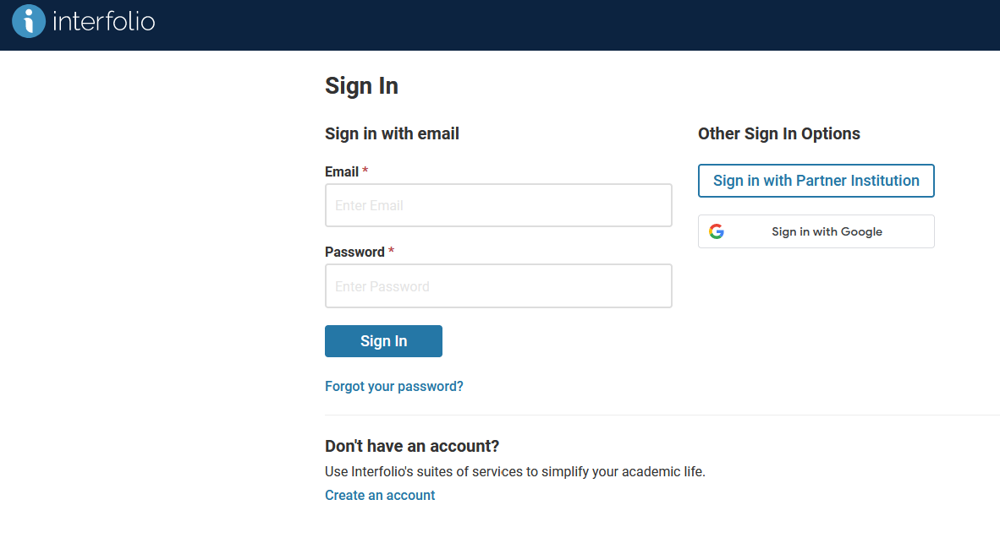 interfolio
Sign In
Sign in with email
Email *
Enter Email
Password *
Enter Password
Sign In
Forgot your password?
Other Sign In Options
Sign in with Partner Institution
Sign in with Google
Don't have an account?
Use Interfolio's suites of services to simplify your academic life.
Create an account